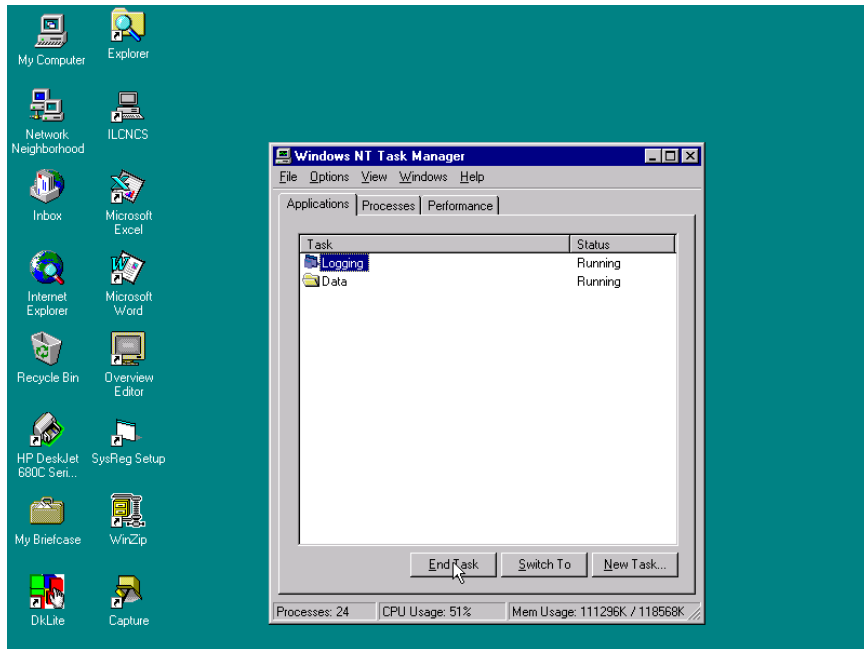 My Computer
Explorer
Network
Neighborhood
ILCNCS
Inbox
Microsoft
Excel
Internet
Explorer
Microsoft
Word
Recycle Bin
Overview
Editor
HP DeskJet
680C Seri...
SysReg Setup
My Briefcase
WinZip
DkLite
Capture
Windows NT Task Manager
File Options View Windows Help
Applications Processes Performance
Task Status
Logging Running
Data Running
End Task Switch To New Task...
Processes: 24 CPU Usage: 51% Mem Usage: 111296K / 118568K